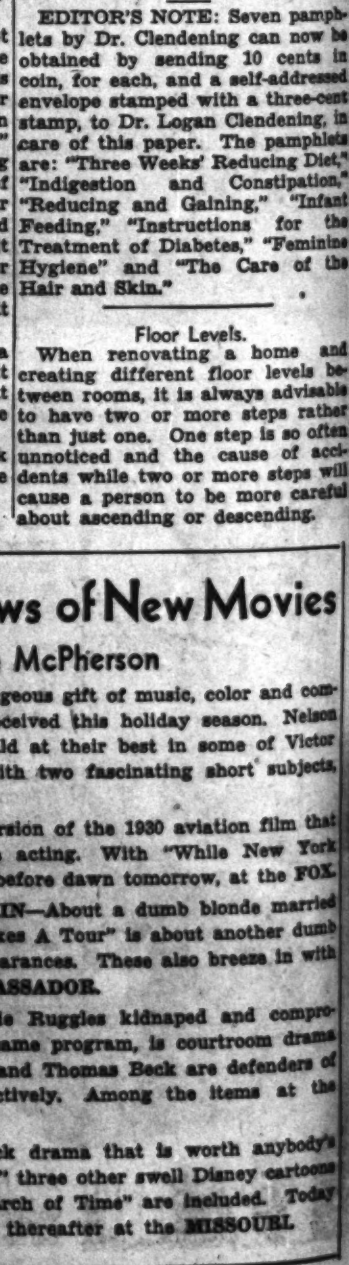 EDITOR'S NOTE: Seven pamph-
lets by Dr. Clendening can now be
obtained by sending 10 cents in
coin, for each, and a self-addressed
envelope stamped with a three-cent
stamp, to Dr. Logan Clendening, in
care of this paper. The pamphlets
are: "Three Weeks' Reducing Diet,"
"Indigestion and Constipation,"
"Reducing and Gaining," "Infant
Feeding," "Instructions for the
Treatment of Diabetes," "Feminine
Hygiene" and "The Care of the
Hair and Skin."
Floor Levels.
When renovating a home and
creating different floor levels be-
tween rooms, it is always advisable
to have two or more steps rather
than just one. One step is so often
unnoticed and the cause of acci-
dents while two or more steps will
cause a person to be more careful
about ascending or descending.
ws of New Movies
McPherson
geous gift of music, color and com-
ceived this holiday season. Nelson
ld at their best in some of Victor
ith two fascinating short subjects,
rsion of the 1930 aviation film that
acting. With "While New York
before dawn tomorrow, at the FOX.
IN—About a dumb blonde married
kes A Tour" is about another dumb
arances. These also breeze in with
ASSADOR.
le Ruggles kidnaped and compro-
ame program, is courtroom drama
and Thomas Beck are defenders of
ctively. Among the items at the
ck drama that is worth anybody's
" three other swell Disney cartoons
rch of Time" are included. Today
thereafter at the MISSOURI.